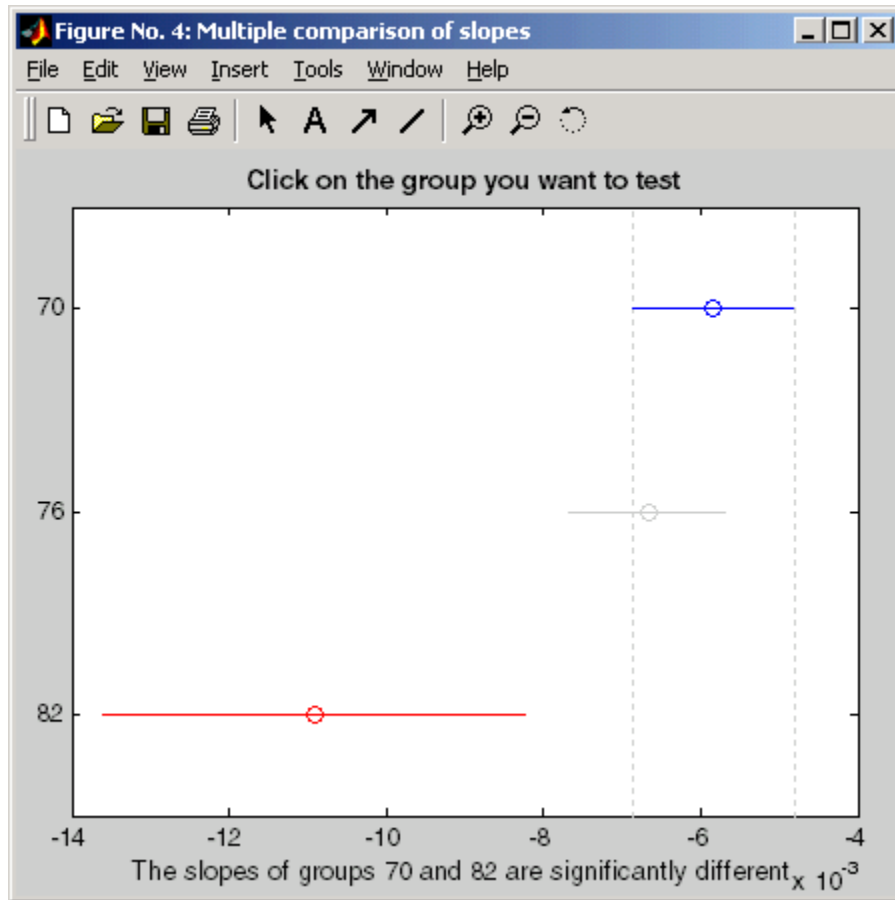 Figure No. 4: Multiple comparison of slopes
File Edit View Insert Tools Window Help
A
Click on the group you want to test
70
76
82
-14 -12 -10 -8 -6 -4
The slopes of groups 70 and 82 are significantly different x 10⁻³